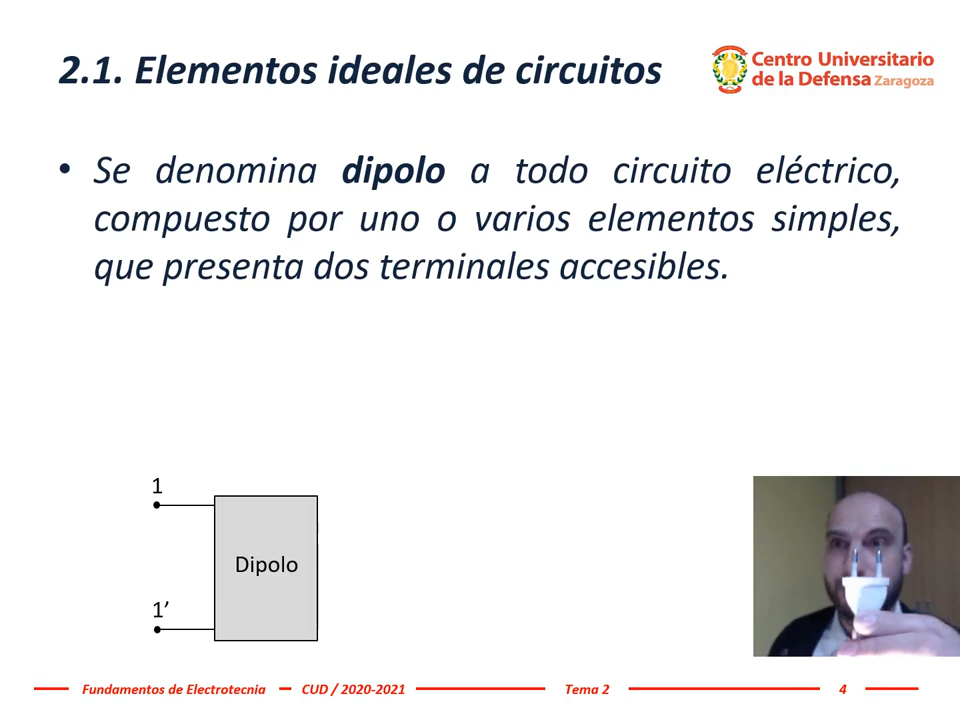 2.1. Elementos ideales de circuitos
Centro Universitario
de la Defensa Zaragoza
• Se denomina dipolo a todo circuito eléctrico,
compuesto por uno o varios elementos simples,
que presenta dos terminales accesibles.
1
Dipolo
1’
Fundamentos de Electrotecnia CUD / 2020-2021 Tema 2 4